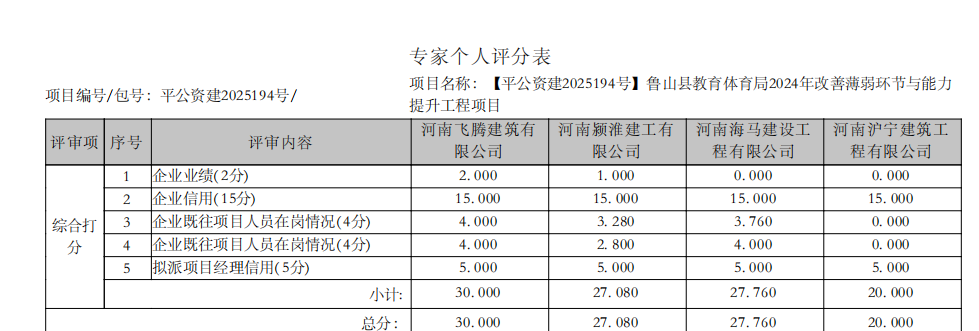 专家个人评分表
项目编号/包号：平公资建2025194号/
项目名称：【平公资建2025194号】鲁山县教育体育局2024年改善薄弱环节与能力
提升工程项目
评审项 序号 评审内容 河南飞腾建筑有限公司 河南颍淮建工有限公司 河南海马建设工程有限公司 河南沪宁建筑工程有限公司
综合打分
1 企业业绩(2分) 2.000 1.000 0.000 0.000
2 企业信用(15分) 15.000 15.000 15.000 15.000
3 企业既往项目人员在岗情况(4分) 4.000 3.280 3.760 0.000
4 企业既往项目人员在岗情况(4分) 4.000 2.800 4.000 0.000
5 拟派项目经理信用(5分) 5.000 5.000 5.000 5.000
小计: 30.000 27.080 27.760 20.000
总分: 30.000 27.080 27.760 20.000